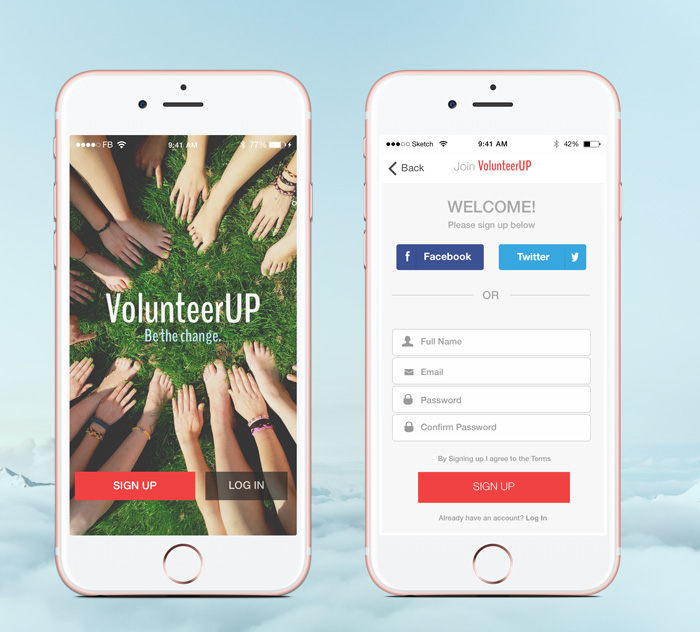 FB 9:41 AM 77%
VolunteerUP
Be the change.
SIGN UP LOG IN
Sketch 9:41 AM 42%
Back Join VolunteerUP
WELCOME!
Please sign up below
f Facebook Twitter
OR
Full Name
Email
Password
Confirm Password
By Signing up I agree to the Terms
SIGN UP
Already have an account? Log In